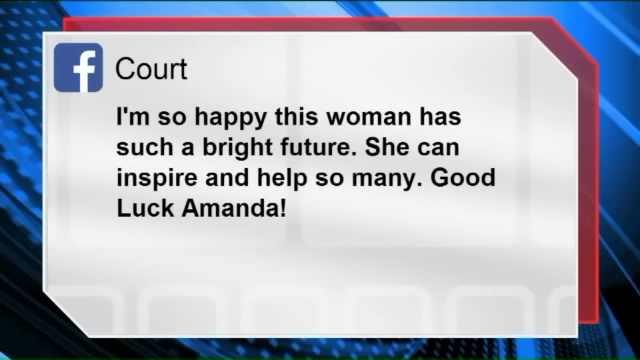 Court
I'm so happy this woman has
such a bright future. She can
inspire and help so many. Good
Luck Amanda!